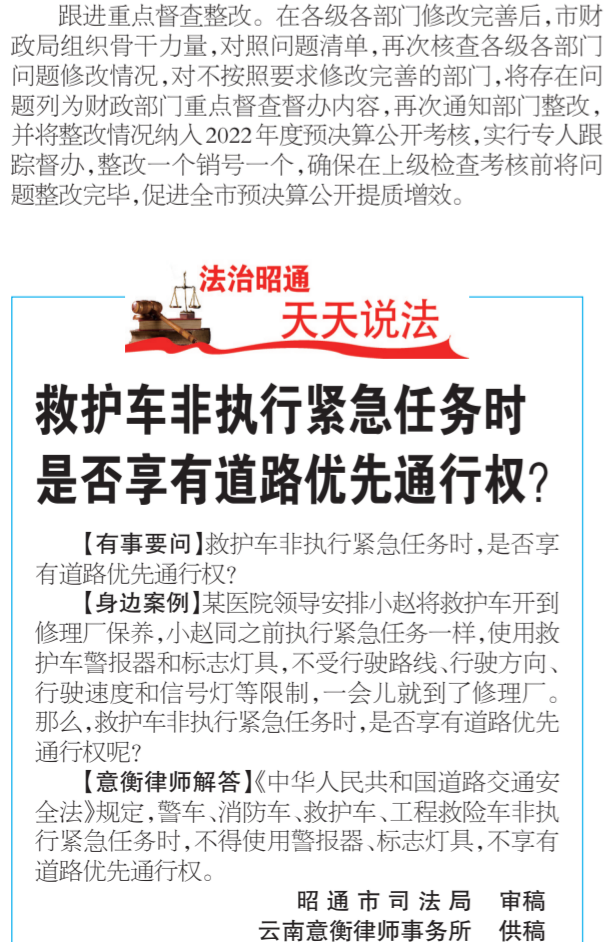 跟进重点督查整改。在各级各部门修改完善后,市财
政局组织骨干力量,对照问题清单,再次核查各级各部门
问题修改情况,对不按照要求修改完善的部门,将存在问
题列为财政部门重点督查督办内容,再次通知部门整改,
并将整改情况纳入2022年度预决算公开考核,实行专人跟
踪督办,整改一个销号一个,确保在上级检查考核前将问
题整改完毕,促进全市预决算公开提质增效。
法治昭通
天天说法
救护车非执行紧急任务时
是否享有道路优先通行权?
【有事要问】救护车非执行紧急任务时,是否享
有道路优先通行权?
【身边案例】某医院领导安排小赵将救护车开到
修理厂保养,小赵同之前执行紧急任务一样,使用救
护车警报器和标志灯具,不受行驶路线、行驶方向、
行驶速度和信号灯等限制,一会儿就到了修理厂。
那么,救护车非执行紧急任务时,是否享有道路优先
通行权呢?
【意衡律师解答】《中华人民共和国道路交通安
全法》规定,警车、消防车、救护车、工程救险车非执
行紧急任务时,不得使用警报器、标志灯具,不享有
道路优先通行权。
昭通市司法局 审稿
云南意衡律师事务所 供稿